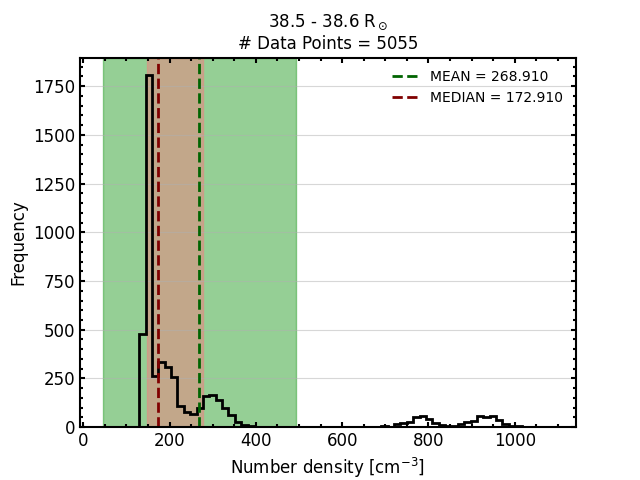 38.5 - 38.6 R⊙
# Data Points = 5055
MEAN = 268.910
MEDIAN = 172.910
Frequency
1750
1500
1250
1000
750
500
250
0
0 200 400 600 800 1000
Number density [cm⁻³]